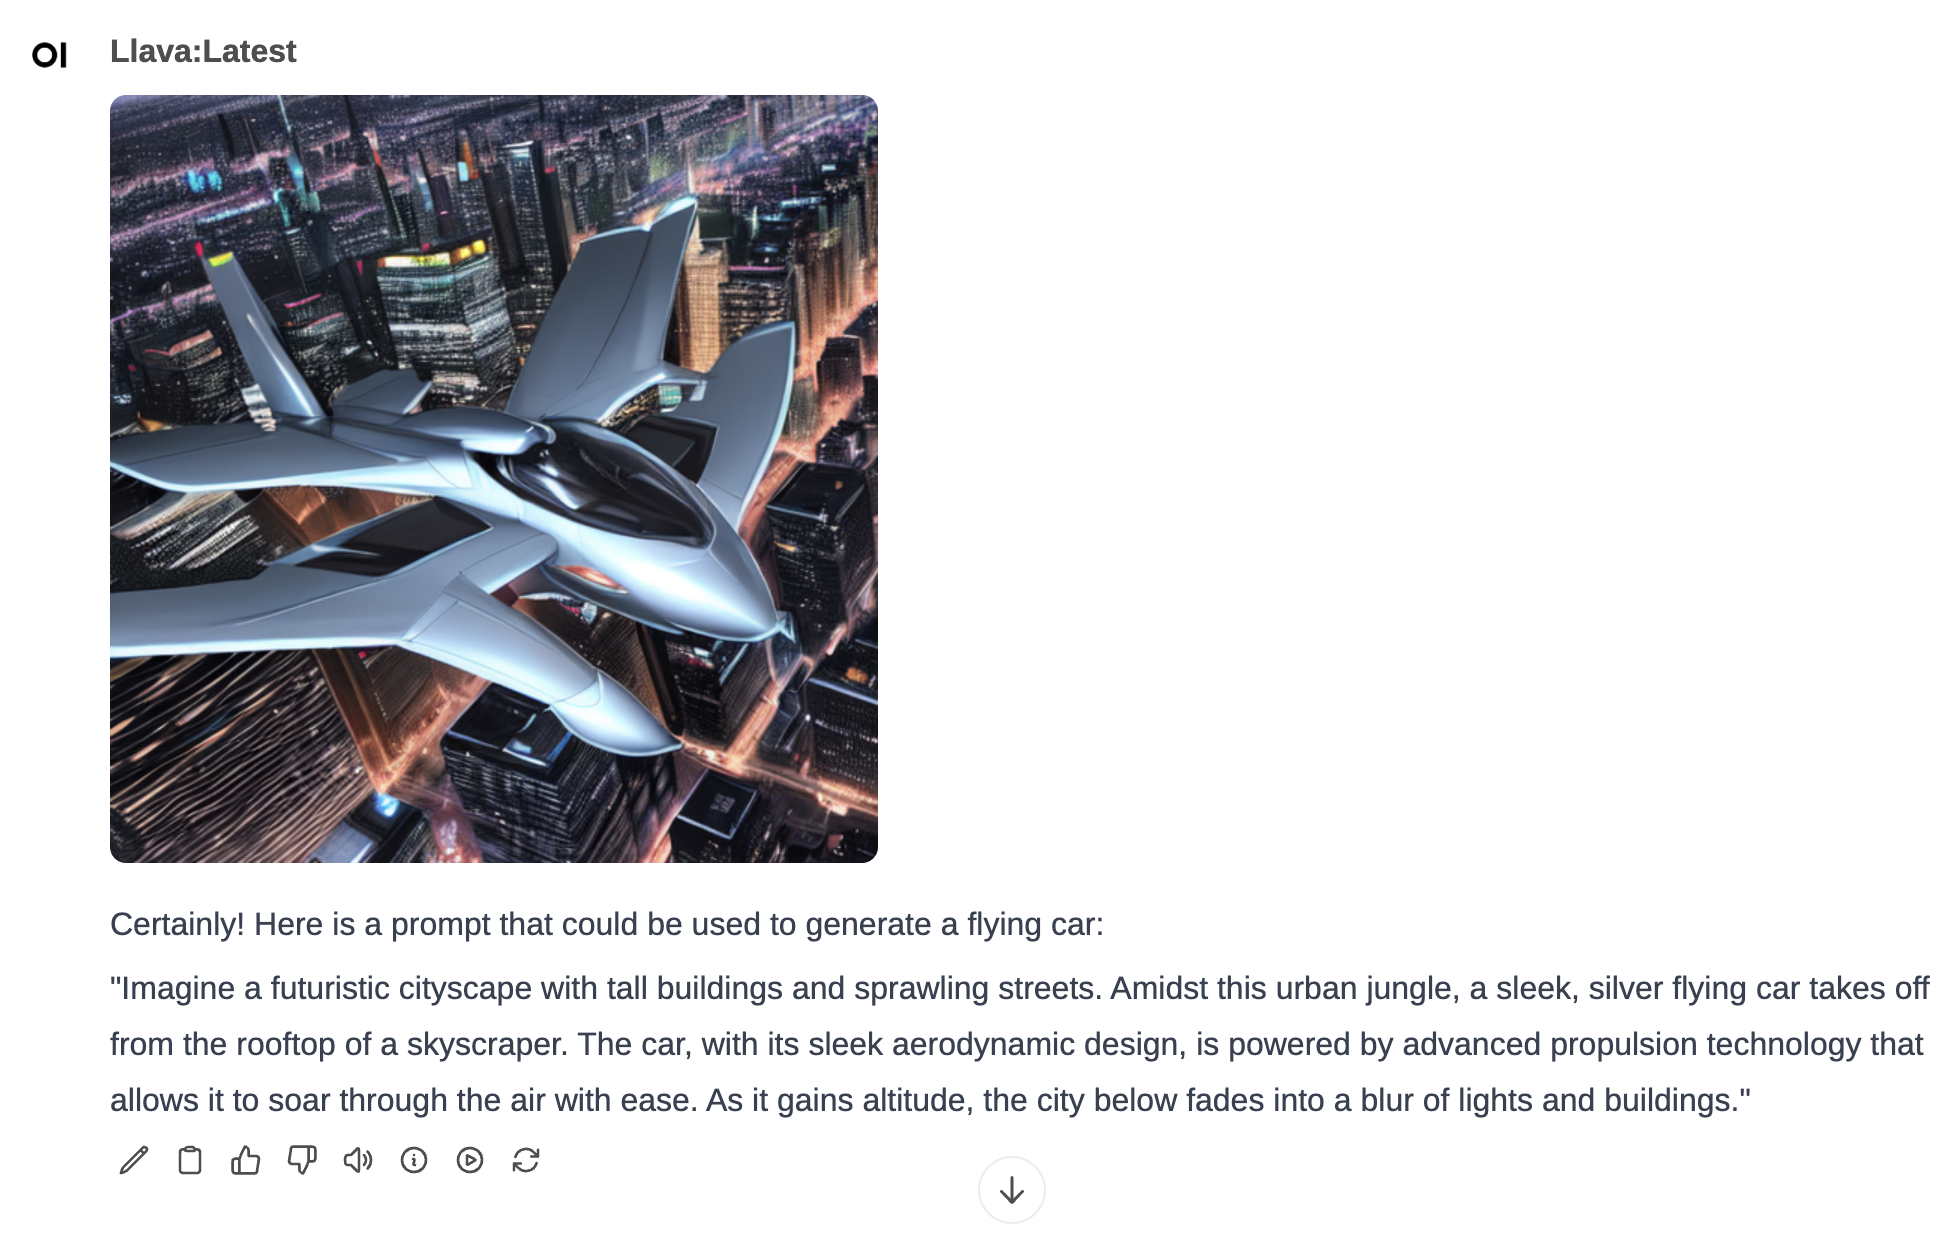 OI
Llava:Latest
Certainly! Here is a prompt that could be used to generate a flying car:
"Imagine a futuristic cityscape with tall buildings and sprawling streets. Amidst this urban jungle, a sleek, silver flying car takes off
from the rooftop of a skyscraper. The car, with its sleek aerodynamic design, is powered by advanced propulsion technology that
allows it to soar through the air with ease. As it gains altitude, the city below fades into a blur of lights and buildings."